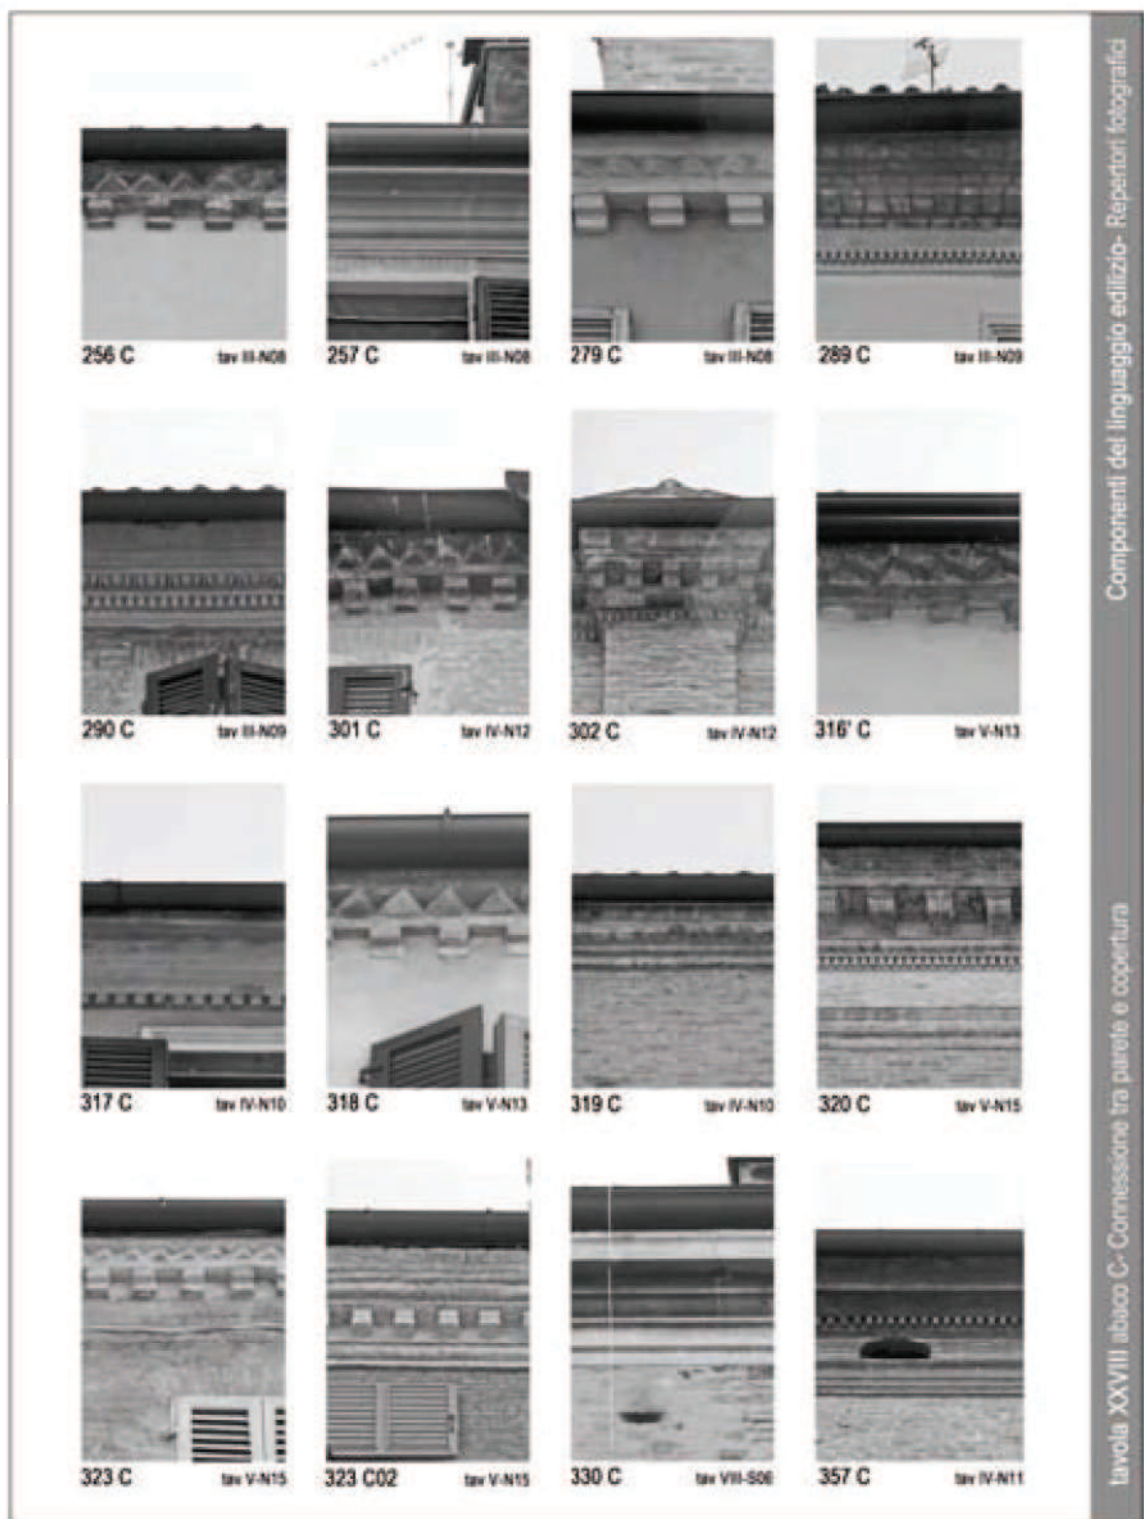 256 C tav III-N08
257 C tav III-N08
279 C tav III-N08
289 C tav III-N09
290 C tav III-N09
301 C tav IV-N12
302 C tav IV-N12
316' C tav V-N13
317 C tav IV-N10
318 C tav V-N13
319 C tav IV-N10
320 C tav V-N15
323 C tav V-N15
323 C02 tav V-N15
330 C tav VIII-S06
357 C tav IV-N11
tavola XXVIII abaco C- Connessione tra parete e copertura Componenti del linguaggio edilizio- Repertori fotografici